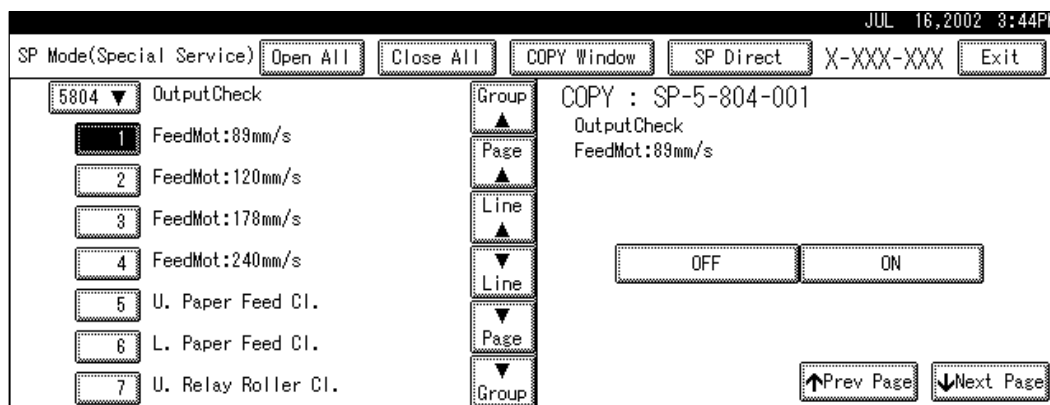 JUL 16,2002 3:44P
SP Mode(Special Service) Open All Close All COPY Window SP Direct X-XXX-XXX Exit
5804 ▼ OutputCheck
1 FeedMot:89mm/s
2 FeedMot:120mm/s
3 FeedMot:178mm/s
4 FeedMot:240mm/s
5 U. Paper Feed Cl.
6 L. Paper Feed Cl.
7 U. Relay Roller Cl.
Group
▲
Page
▲
Line
▲
▼
Line
▼
Page
▼
Group
COPY : SP-5-804-001
OutputCheck
FeedMot:89mm/s
OFF ON
↑Prev Page ↓Next Page